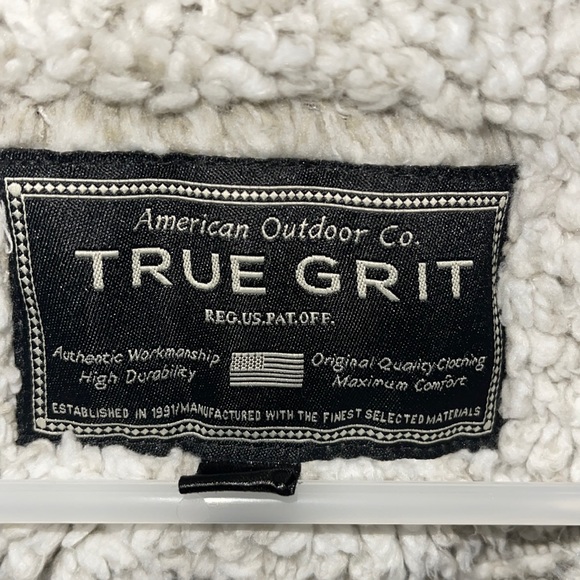 American Outdoor Co.
TRUE GRIT
REG.US.PAT.OFF.
Authentic Workmanship
High Durability
Original Quality Clothing
Maximum Comfort
ESTABLISHED IN 1991/MANUFACTURED WITH THE FINEST SELECTED MATERIALS